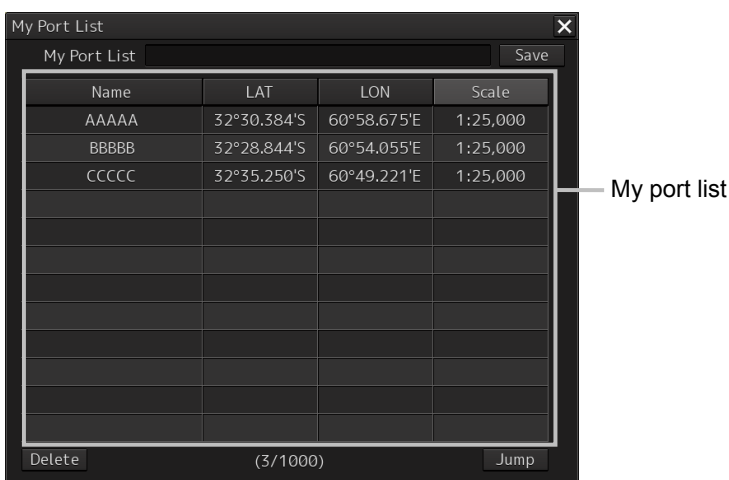 My Port List
My Port List Save
Name LAT LON Scale
AAAAA 32°30.384'S 60°58.675'E 1:25,000
BBBBB 32°28.844'S 60°54.055'E 1:25,000
CCCCC 32°35.250'S 60°49.221'E 1:25,000
My port list
Delete (3/1000) Jump